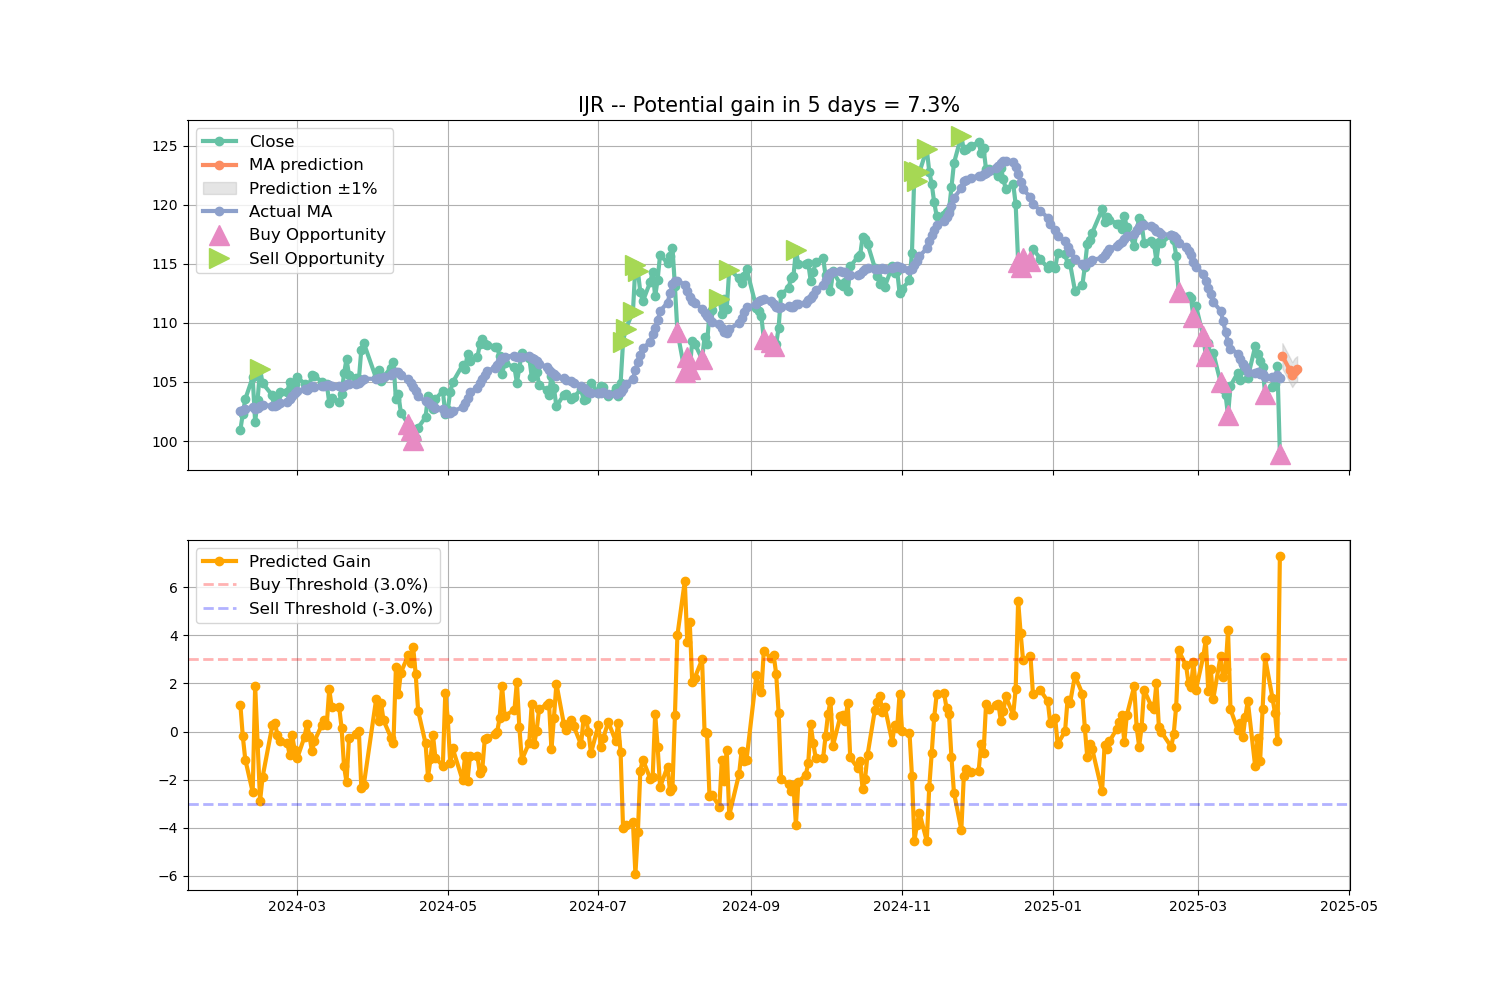 IJR -- Potential gain in 5 days = 7.3%
Close
MA prediction
Prediction ±1%
Actual MA
Buy Opportunity
Sell Opportunity
125
120
115
110
105
100
Predicted Gain
Buy Threshold (3.0%)
Sell Threshold (-3.0%)
6
4
2
0
−2
−4
−6
2024-03 2024-05 2024-07 2024-09 2024-11 2025-01 2025-03 2025-05